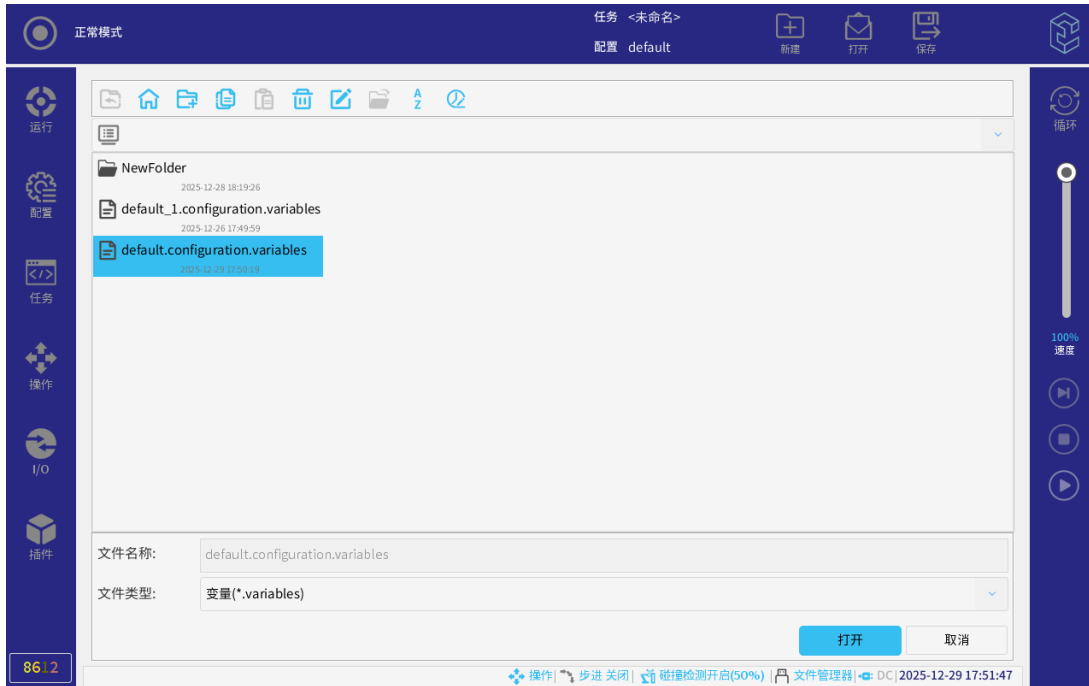 正常模式
任务 <未命名>
配置 default
新建 打开 保存
运行
配置
任务
操作
I/O
插件
8612
NewFolder
2025-12-28 18:19:26
default_1.configuration.variables
2025-12-26 17:49:59
default.configuration.variables
2025-12-29 17:50:19
文件名称: default.configuration.variables
文件类型: 变量(*.variables)
打开 取消
操作| 步进 关闭| 碰撞检测开启(50%) | 文件管理器| DC| 2025-12-29 17:51:47
循环
100%
速度